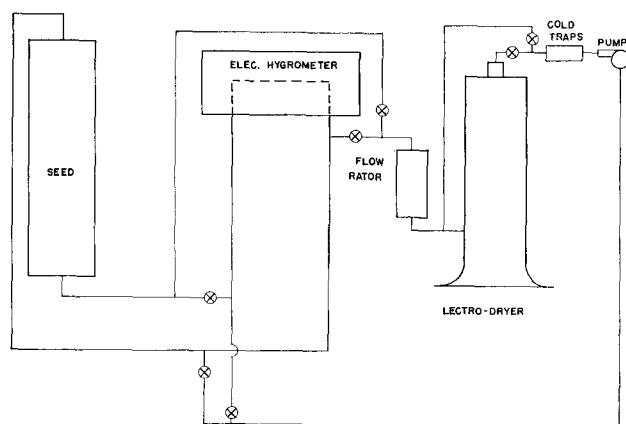 COLD
TRAPS
PUMP
ELEC. HYGROMETER
SEED
FLOW
RATOR
LECTRO-DRYER